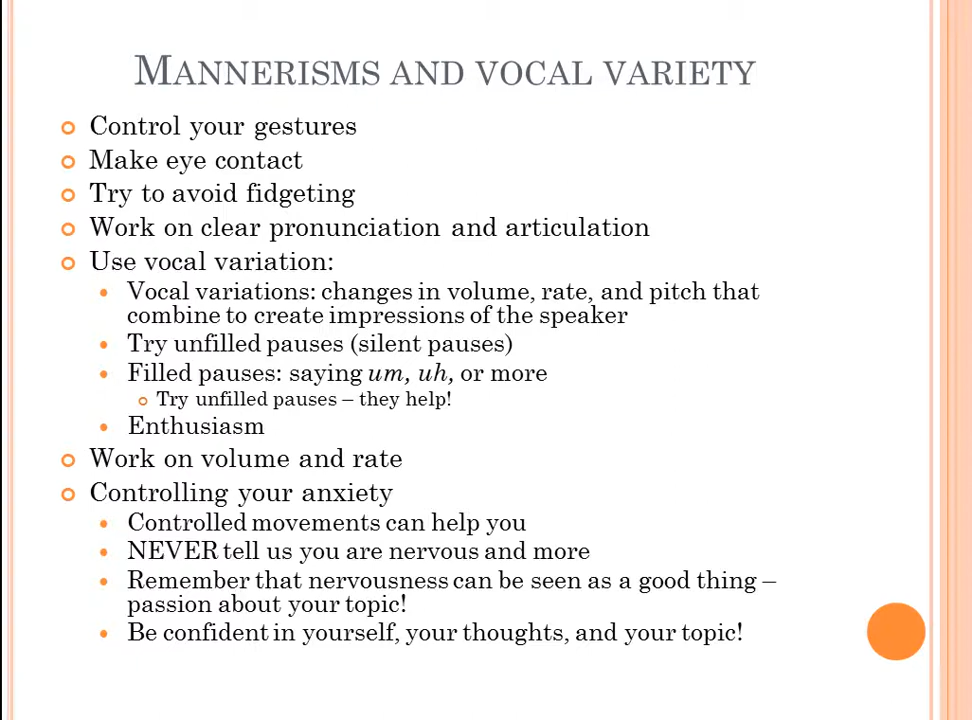 MANNERISMS AND VOCAL VARIETY
Control your gestures
Make eye contact
Try to avoid fidgeting
Work on clear pronunciation and articulation
Use vocal variation:
Vocal variations: changes in volume, rate, and pitch that
combine to create impressions of the speaker
Try unfilled pauses (silent pauses)
Filled pauses: saying um, uh, or more
Try unfilled pauses – they help!
Enthusiasm
Work on volume and rate
Controlling your anxiety
Controlled movements can help you
NEVER tell us you are nervous and more
Remember that nervousness can be seen as a good thing –
passion about your topic!
Be confident in yourself, your thoughts, and your topic!